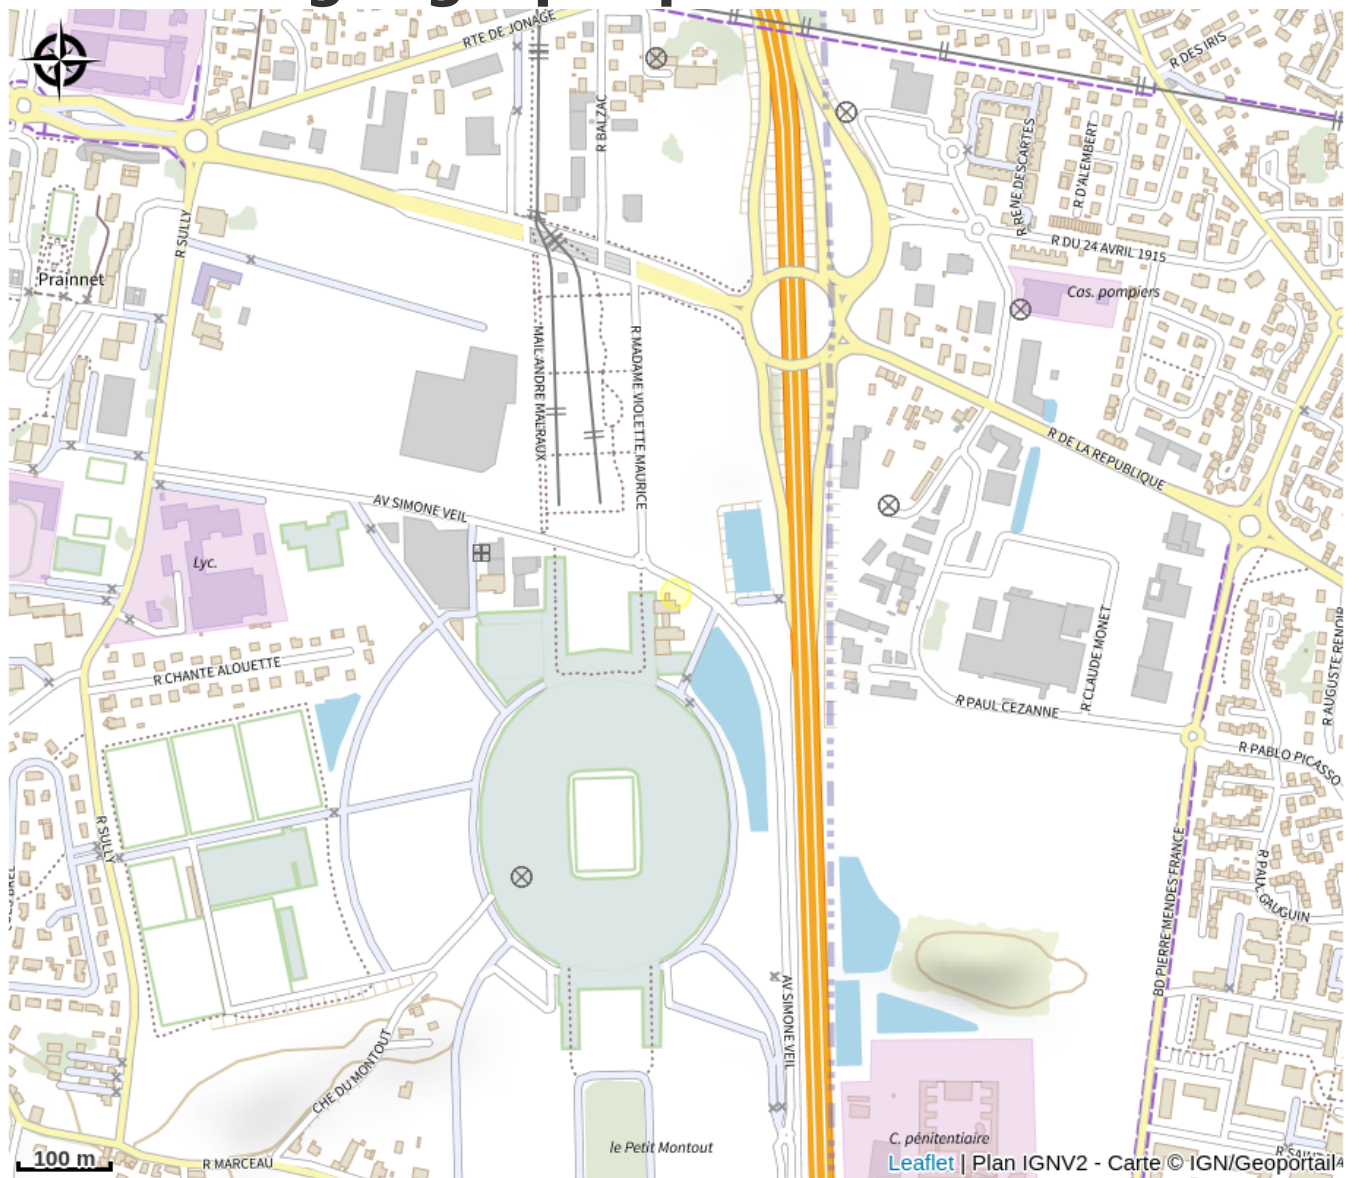 RTE DE JONAGE
R DES IRIS
R BALZAC
R RENE DESCARTES
R D'ALEMBERT
R SULLY
R DU 24 AVRIL 1915
Prainnet
Cas. pompiers
MAIL ANDRE MALRAUX
R MADAME VIOLETTE MAURICE
R DE LA REPUBLIQUE
AV SIMONE VEIL
Lyc.
R CHANTE ALOUETTE
R CLAUDE MONET
R AUGUSTE RENOIR
R PAUL CEZANNE
R PABLO PICASSO
R SULLY
R PAUL GAUGUIN
BD PIERRE MENDES FRANCE
AV SIMONE VEIL
CHE DU MONTOUT
le Petit Montout
C. pénitentiaire
100 m
R MARCEAU
Leaflet | Plan IGNV2 - Carte © IGN/Geoportail